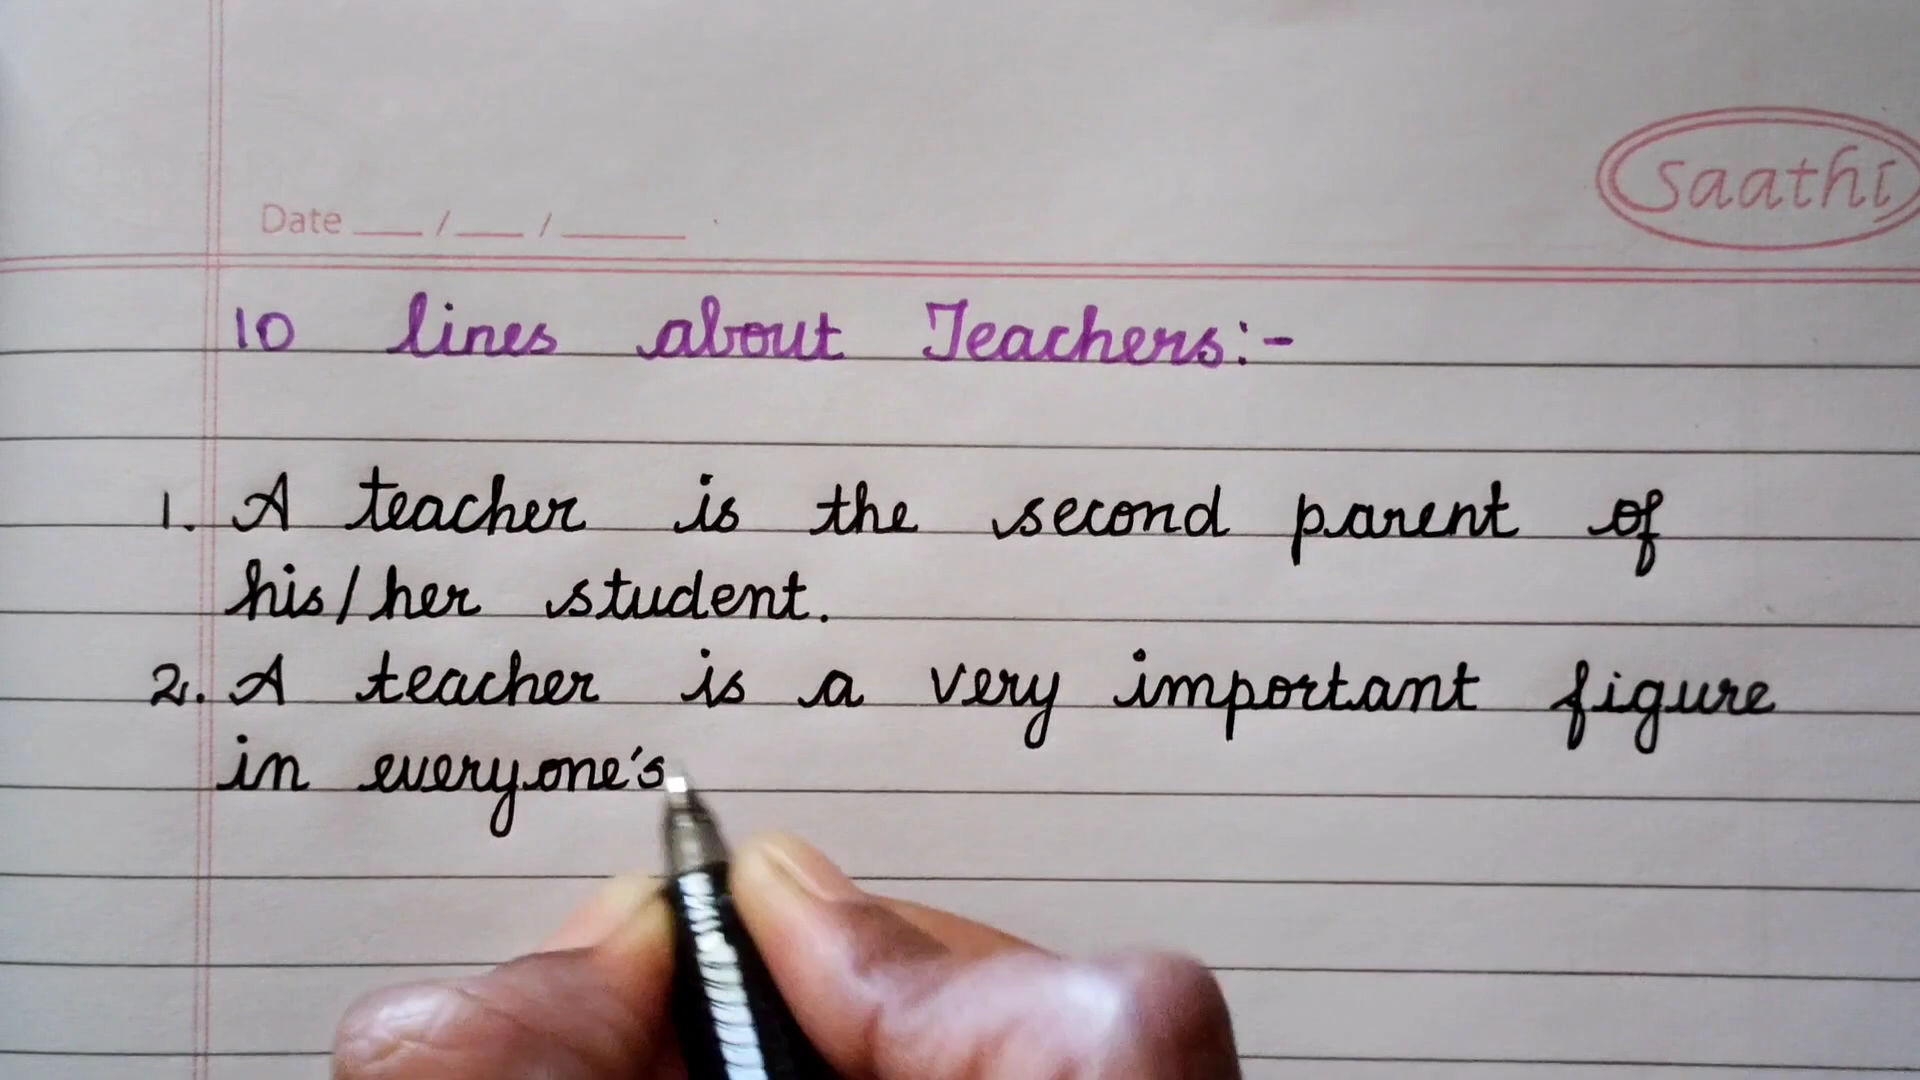 saathi
Date ___ / ___ / _____
10 lines about Teachers:-
1. A teacher is the second parent of
his/her student.
2. A teacher is a very important figure
in everyone's